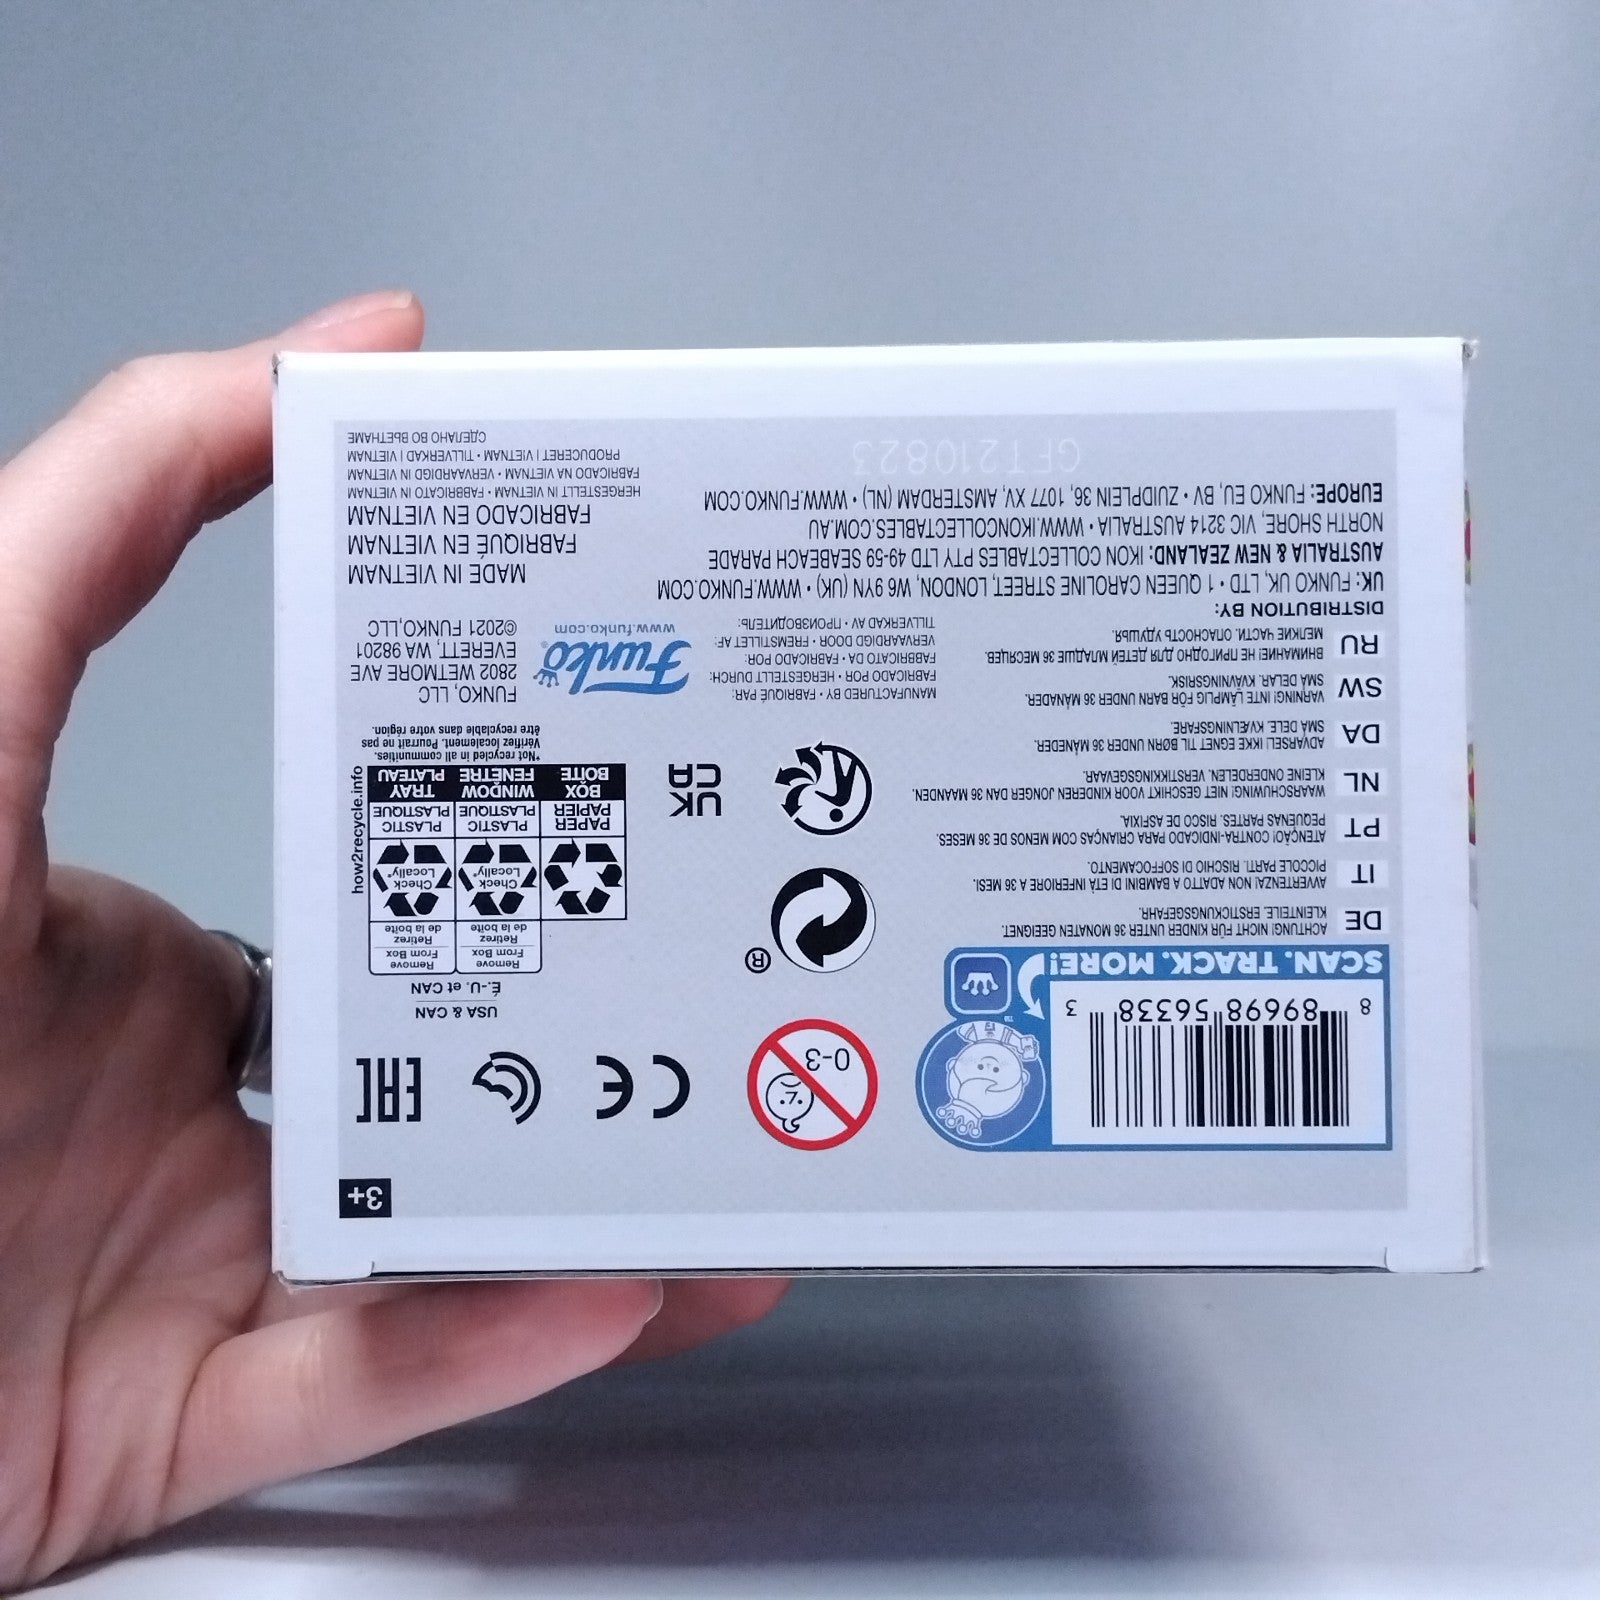 3+
8 89698 56338 3
SCAN. TRACK. MORE!
™
0-3
CE
EAC
DE ACHTUNG! NICHT FÜR KINDER UNTER 36 MONATEN GEEIGNET.
KLEINTEILE. ERSTICKUNGSGEFAHR.
IT AVVERTENZA! NON ADATTO A BAMBINI DI ETÀ INFERIORE A 36 MESI.
PICCOLE PARTI. RISCHIO DI SOFFOCAMENTO.
PT ATENÇÃO! CONTRA-INDICADO PARA CRIANÇAS COM MENOS DE 36 MESES.
PEQUENAS PARTES. RISCO DE ASFIXIA.
NL WAARSCHUWING! NIET GESCHIKT VOOR KINDEREN JONGER DAN 36 MAANDEN.
KLEINE ONDERDELEN. VERSTIKKINGSGEVAAR.
DA ADVARSEL! IKKE EGNET TIL BØRN UNDER 36 MÅNEDER.
SMÅ DELE. KVÆLNINGSFARE.
SW VARNING! INTE LÄMPLIG FÖR BARN UNDER 36 MÅNADER.
SMÅ DELAR. KVÄVNINGSRISK.
RU ВНИМАНИЕ! НЕ ПРИГОДНО ДЛЯ ДЕТЕЙ МЛАДШЕ 36 МЕСЯЦЕВ.
МЕЛКИЕ ЧАСТИ. ОПАСНОСТЬ УДУШЬЯ.
®
UK
CA
USA & CAN
É.-U. et CAN
Remove From Box
Retirez de la boîte
Remove From Box
Retirez de la boîte
Check Locally*
Check Locally*
PAPER
PAPIER
BOX
BOÎTE
PLASTIC
PLASTIQUE
WINDOW
FENÊTRE
PLASTIC
PLASTIQUE
TRAY
PLATEAU
how2recycle.info
*Not recycled in all communities.
Vérifiez localement. Pourrait ne pas
être recyclable dans votre région.
MANUFACTURED BY • FABRIQUÉ PAR:
FABRICADO POR • HERGESTELLT DURCH:
FABRICATO DA • FABRICADO POR:
VERVAARDIGD DOOR • FREMSTILLET AF:
TILLVERKAD AV • ПРОИЗВОДИТЕЛЬ:
Funko®
www.funko.com
FUNKO, LLC
2802 WETMORE AVE
EVERETT, WA 98201
©2021 FUNKO,LLC
DISTRIBUTION BY:
UK: FUNKO UK, LTD • 1 QUEEN CAROLINE STREET, LONDON, W6 9YN (UK) • WWW.FUNKO.COM
AUSTRALIA & NEW ZEALAND: IKON COLLECTABLES PTY LTD 49-59 SEABEACH PARADE
NORTH SHORE, VIC 3214 AUSTRALIA • WWW.IKONCOLLECTABLES.COM.AU
EUROPE: FUNKO EU, BV • ZUIDPLEIN 36, 1077 XV, AMSTERDAM (NL) • WWW.FUNKO.COM
GFT210823
MADE IN VIETNAM
FABRIQUÉ EN VIETNAM
FABRICADO EN VIETNAM
HERGESTELLT IN VIETNAM • FABBRICATO IN VIETNAM
FABRICADO NA VIETNAM • VERVAARDIGD IN VIETNAM
PRODUCERET I VIETNAM • TILLVERKAD I VIETNAM
СДЕЛАНО ВО ВЬЕТНАМЕ